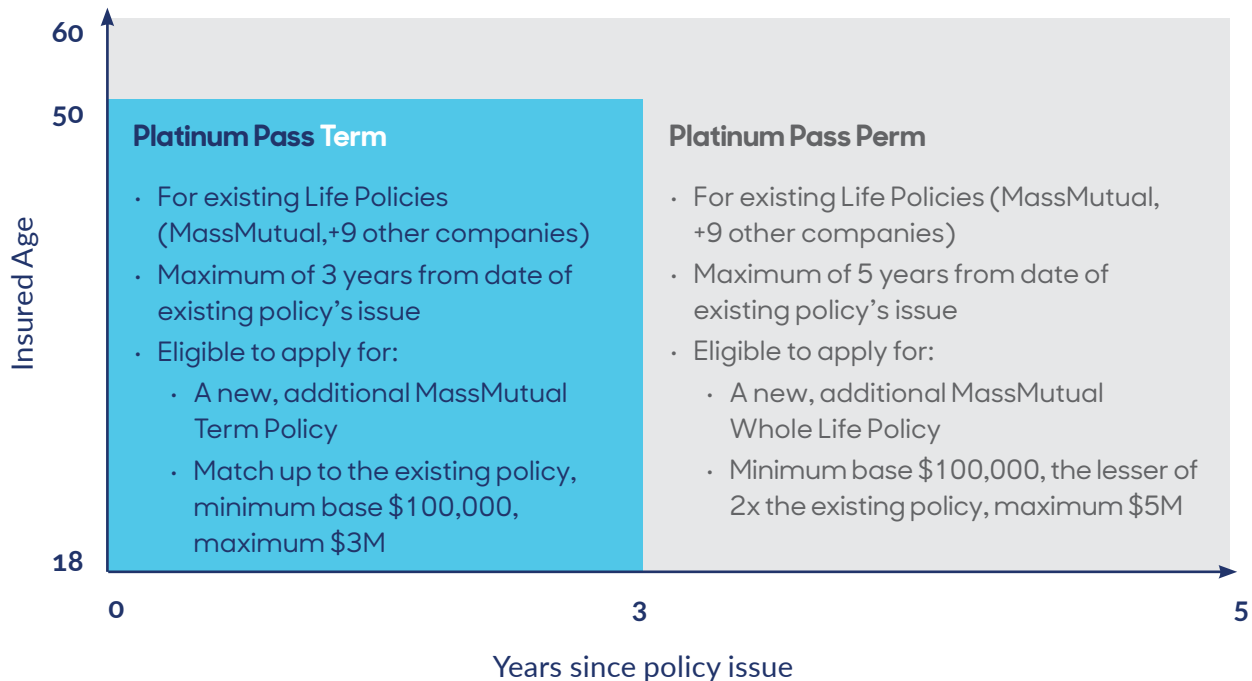 60
50
18
Insured Age
Platinum Pass Term
· For existing Life Policies
(MassMutual,+9 other companies)
· Maximum of 3 years from date of
existing policy's issue
· Eligible to apply for:
· A new, additional MassMutual
Term Policy
· Match up to the existing policy,
minimum base $100,000,
maximum $3M
Platinum Pass Perm
· For existing Life Policies (MassMutual,
+9 other companies)
· Maximum of 5 years from date of
existing policy's issue
· Eligible to apply for:
· A new, additional MassMutual
Whole Life Policy
· Minimum base $100,000, the lesser of
2x the existing policy, maximum $5M
0
3
5
Years since policy issue